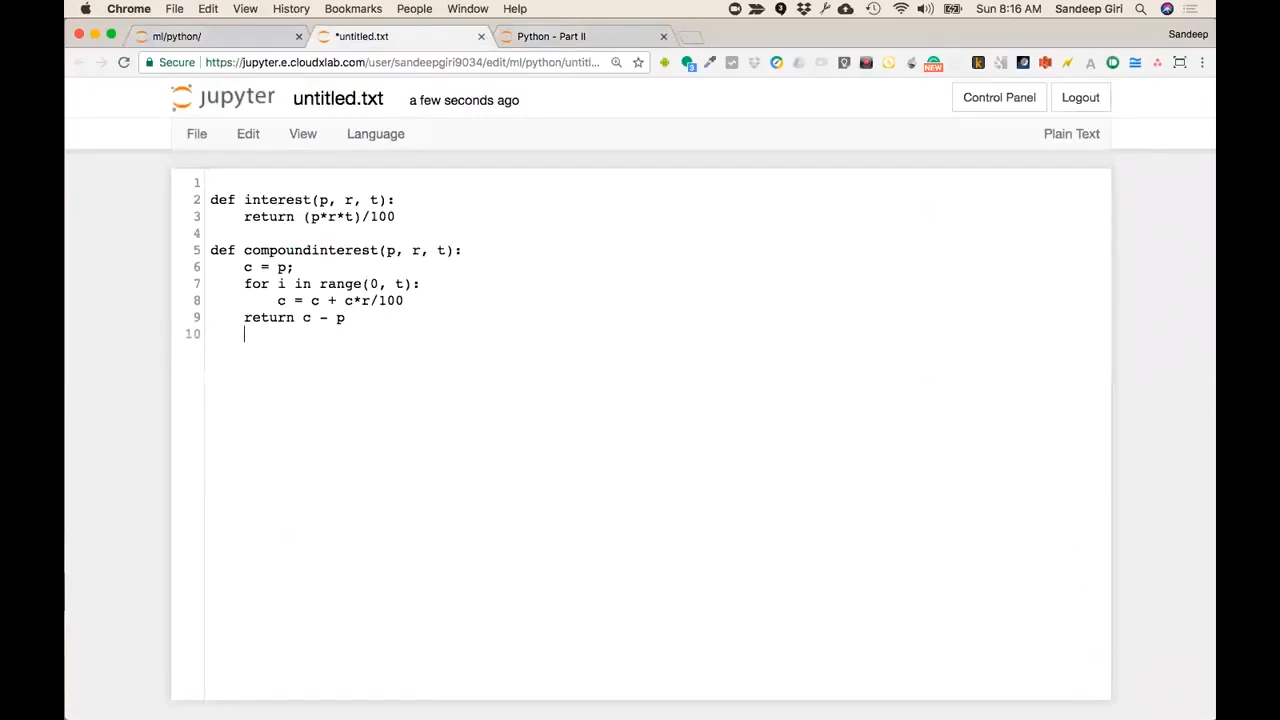 Chrome File Edit View History Bookmarks People Window Help Sun 8:16 AM Sandeep Giri
ml/python/ *untitled.txt Python - Part II Sandeep
Secure https://jupyter.e.cloudxlab.com/user/sandeepgiri9034/edit/ml/python/untitl...
3 NEW k
jupyter untitled.txt a few seconds ago Control Panel Logout
File Edit View Language Plain Text
1
2 def interest(p, r, t):
3 return (p*r*t)/100
4
5 def compoundinterest(p, r, t):
6 c = p;
7 for i in range(0, t):
8 c = c + c*r/100
9 return c - p
10